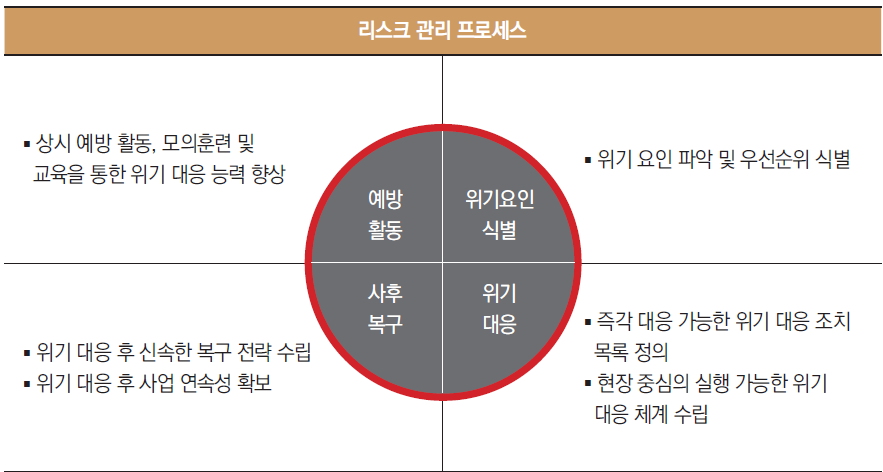 리스크 관리 프로세스
▪ 상시 예방 활동, 모의훈련 및
교육을 통한 위기 대응 능력 향상
▪ 위기 요인 파악 및 우선순위 식별
예방
활동
위기요인
식별
사후
복구
위기
대응
▪ 위기 대응 후 신속한 복구 전략 수립
▪ 위기 대응 후 사업 연속성 확보
▪ 즉각 대응 가능한 위기 대응 조치
목록 정의
▪ 현장 중심의 실행 가능한 위기
대응 체계 수립